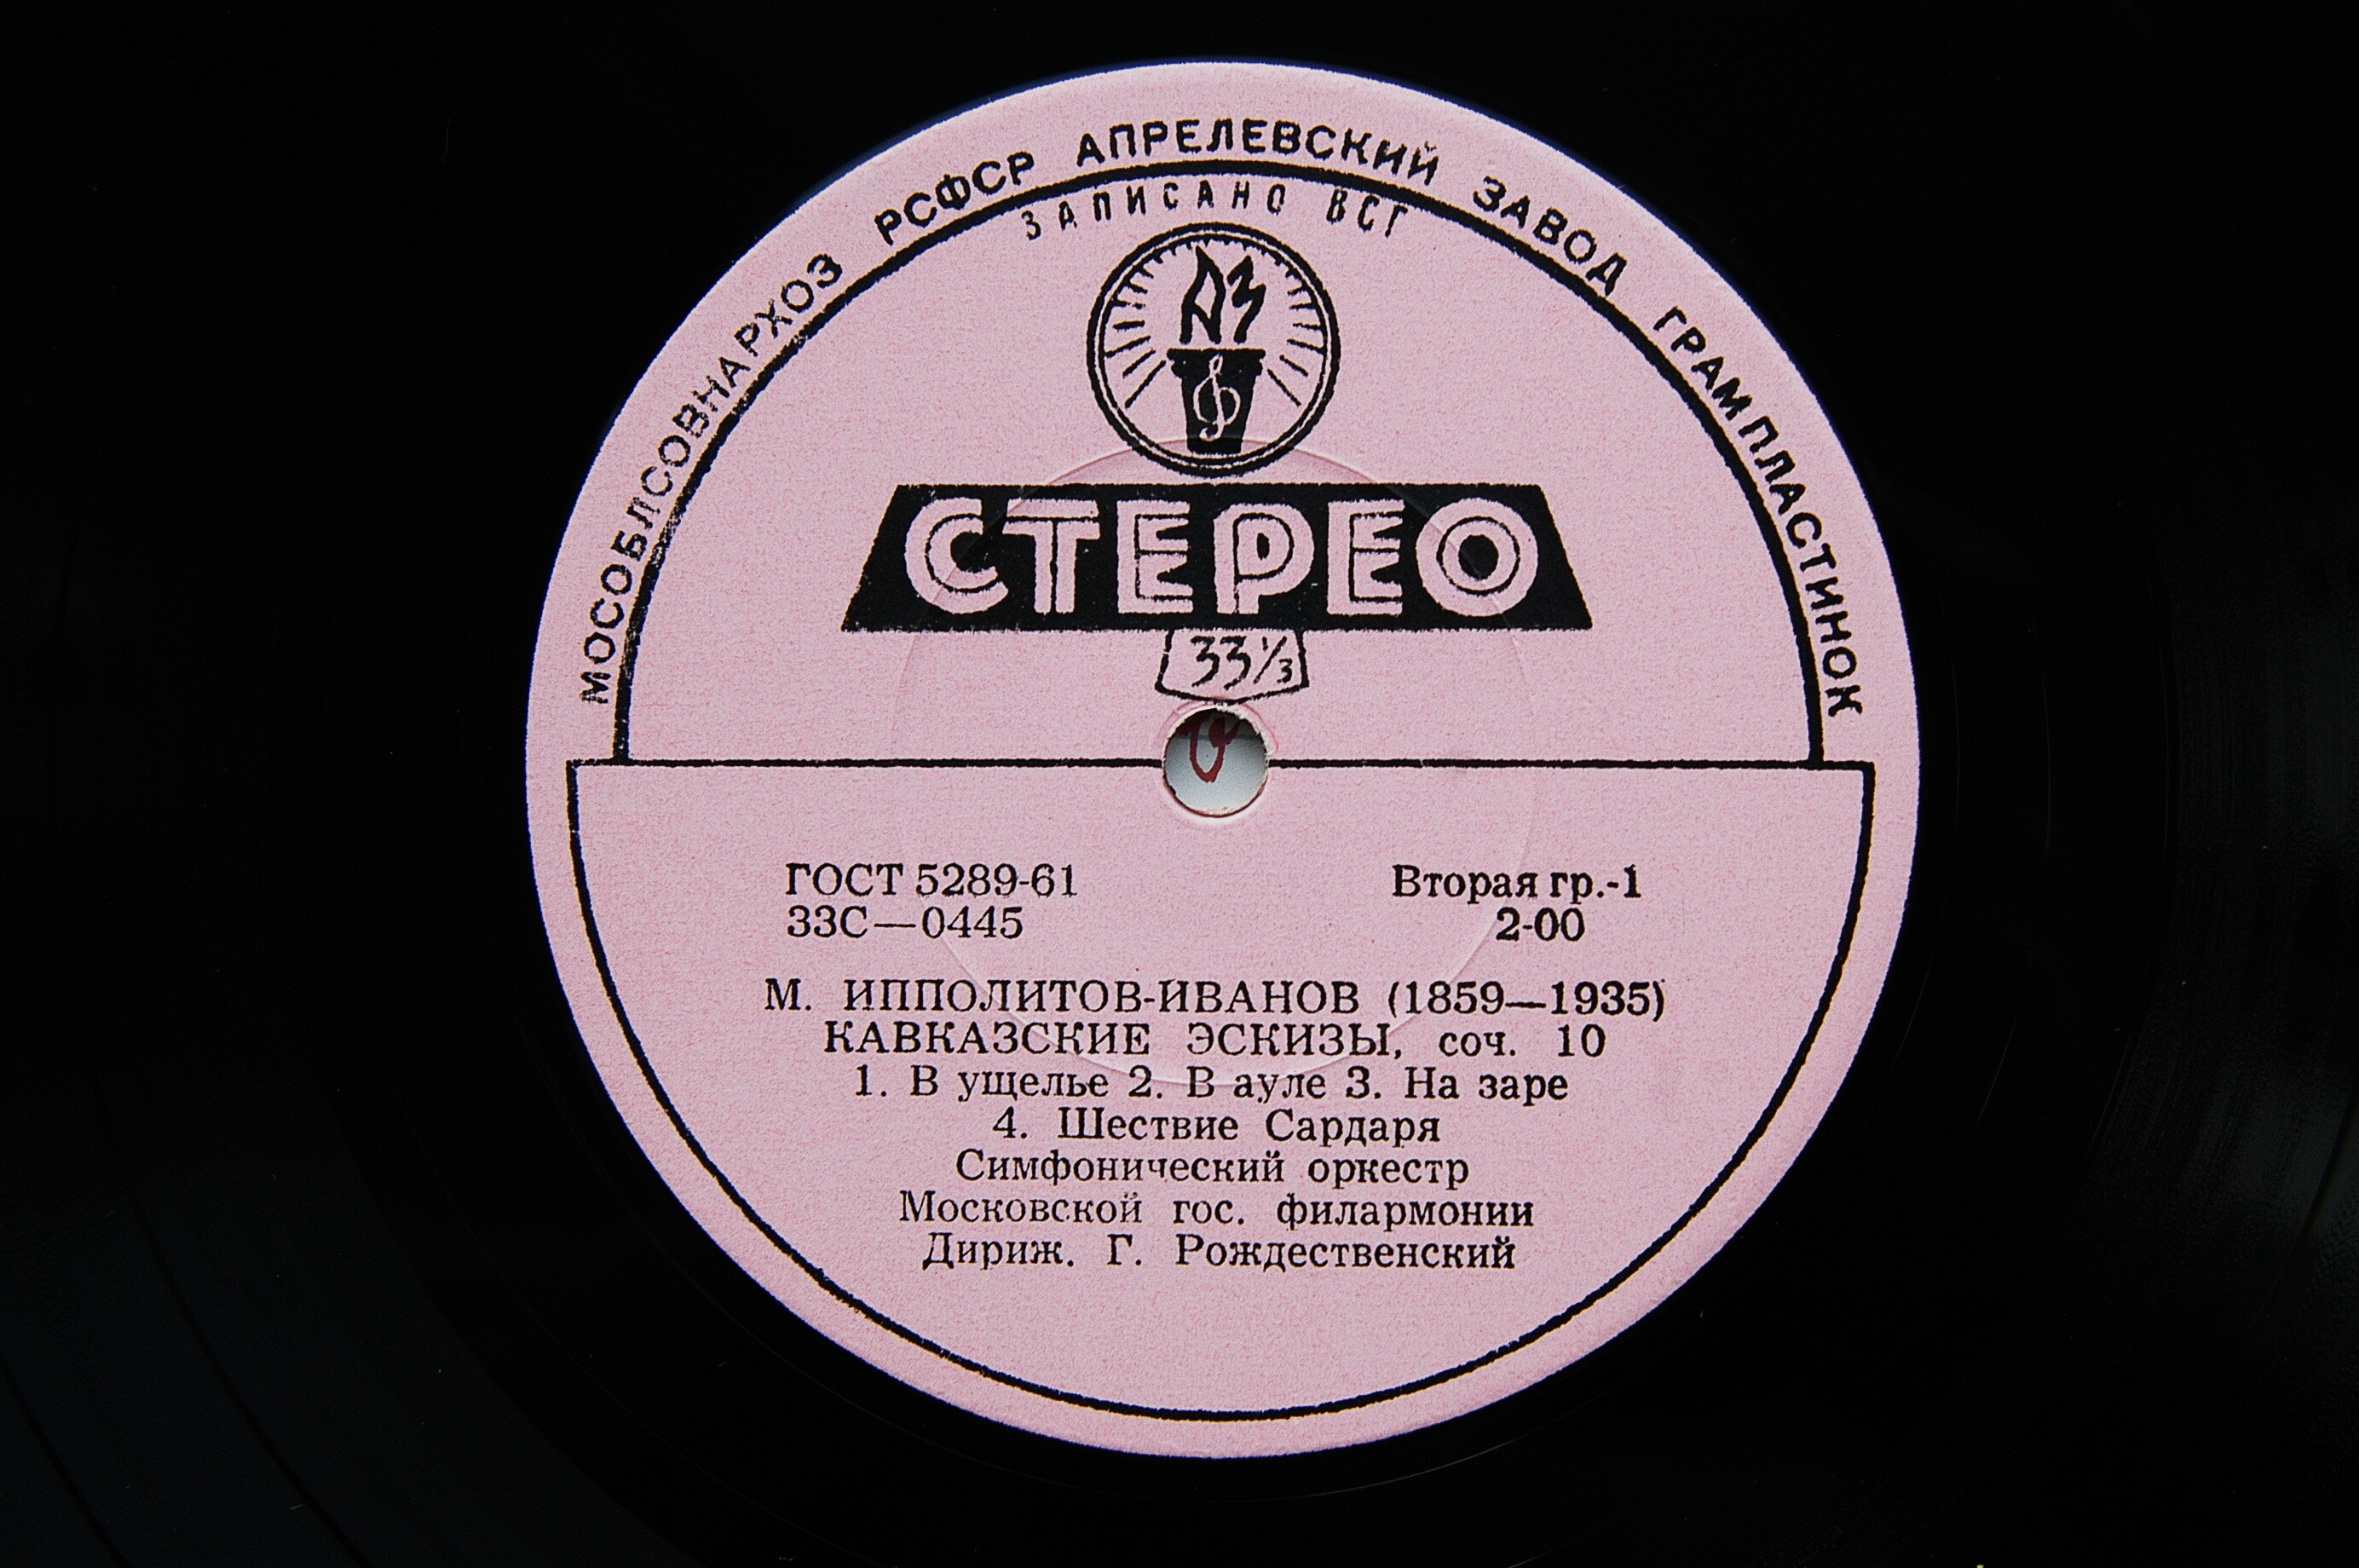 МОСОБЛСОВНАРХОЗ РСФСР АПРЕЛЕВСКИЙ ЗАВОД ГРАМПЛАСТИНОК
ЗАПИСАНО ВСГ
АЗ
СТЕРЕО
33⅓
ГОСТ 5289-61
Вторая гр.-1
33С—0445
2-00
М. ИППОЛИТОВ-ИВАНОВ (1859—1935)
КАВКАЗСКИЕ ЭСКИЗЫ, соч. 10
1. В ущелье 2. В ауле 3. На заре
4. Шествие Сардаря
Симфонический оркестр
Московской гос. филармонии
Дириж. Г. Рождественский